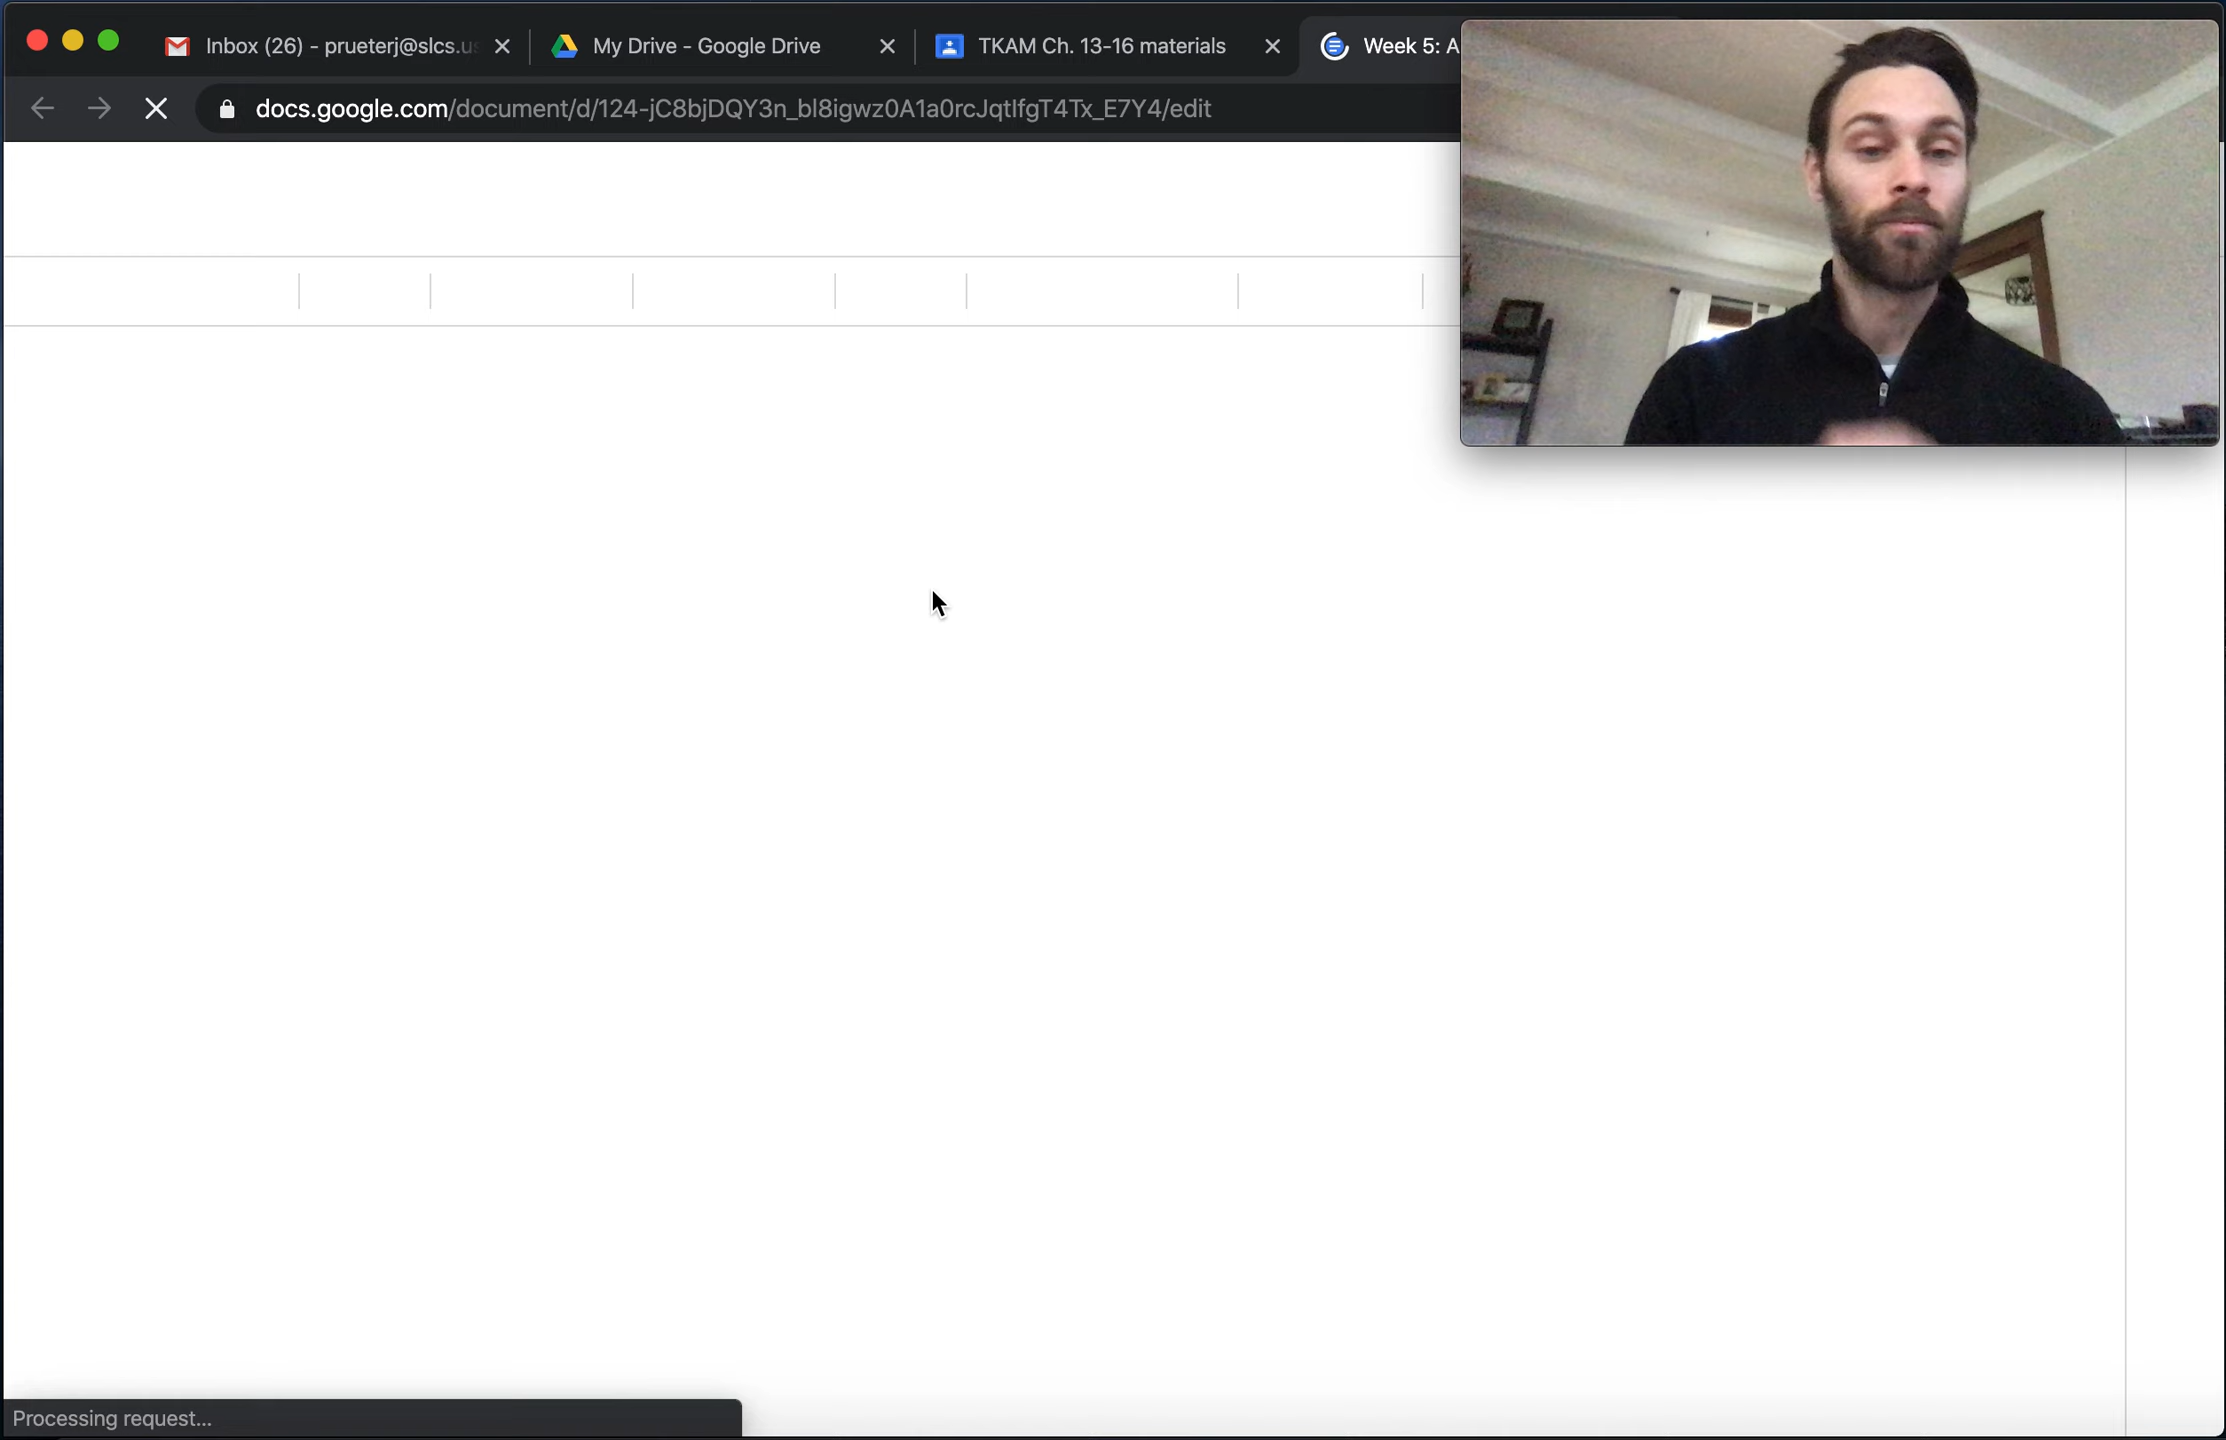 Inbox (26) - prueterj@slcs.us
My Drive - Google Drive
TKAM Ch. 13-16 materials
Week 5: A
docs.google.com/document/d/124-jC8bjDQY3n_bl8igwz0A1a0rcJqtIfgT4Tx_E7Y4/edit
Processing request...